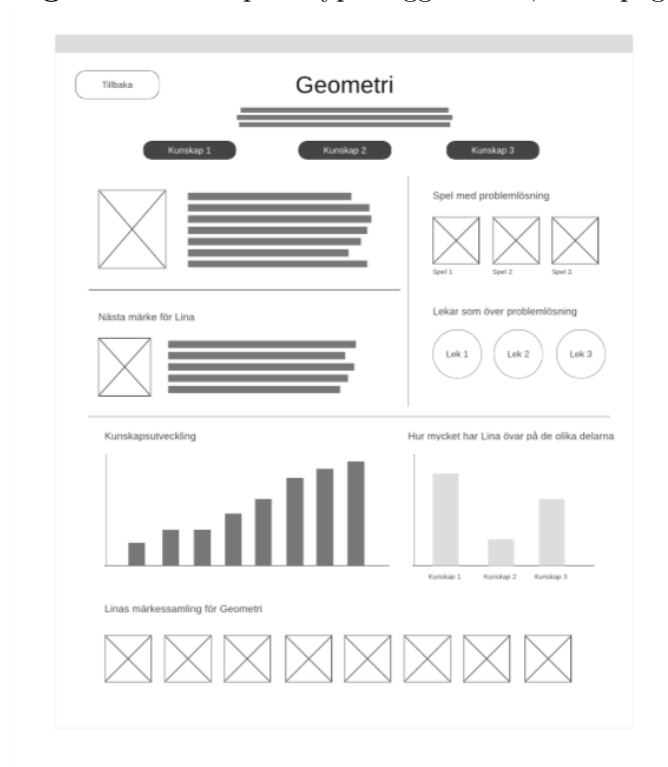 Tillbaka
Geometri
Kunskap 1
Kunskap 2
Kunskap 3
Spel med problemlösning
Spel 1
Spel 2
Spel 3
Nästa märke för Lina
Lekar som över problemlösning
Lek 1
Lek 2
Lek 3
Kunskapsutveckling
Hur mycket har Lina övar på de olika delarna
Kunskap 1
Kunskap 2
Kunskap 3
Linas märkessamling för Geometri